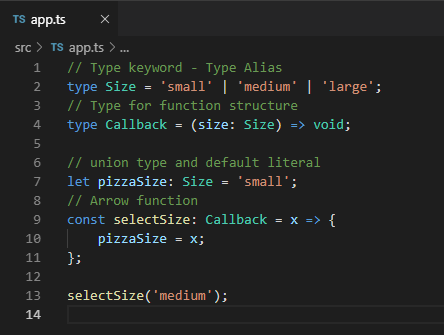 TS app.ts ×
src > TS app.ts > ...
1 // Type keyword - Type Alias
2 type Size = 'small' | 'medium' | 'large';
3 // Type for function structure
4 type Callback = (size: Size) => void;
5
6 // union type and default literal
7 let pizzaSize: Size = 'small';
8 // Arrow function
9 const selectSize: Callback = x => {
10     pizzaSize = x;
11 };
12
13 selectSize('medium');
14